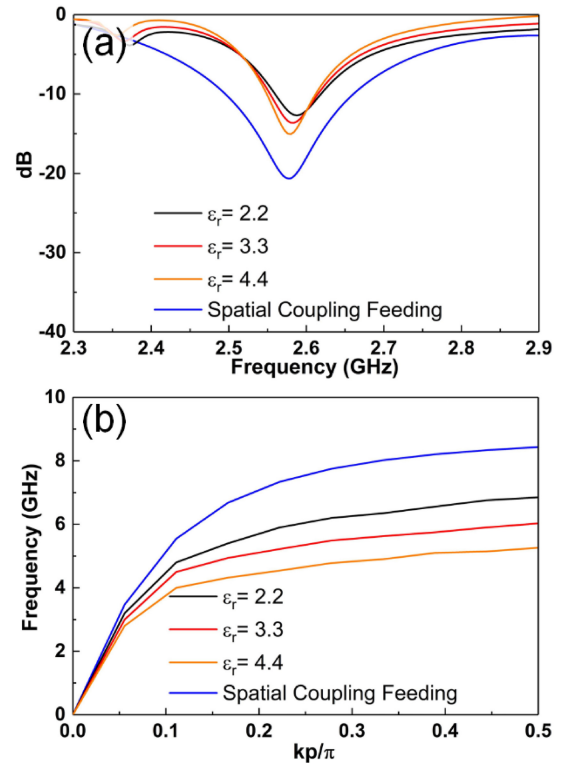 (a)
0
-10
-20
-30
-40
dB
εr= 2.2
εr= 3.3
εr= 4.4
Spatial Coupling Feeding
2.3 2.4 2.5 2.6 2.7 2.8 2.9
Frequency (GHz)
(b)
10
8
6
4
2
0
Frequency (GHz)
εr= 2.2
εr= 3.3
εr= 4.4
Spatial Coupling Feeding
0.0 0.1 0.2 0.3 0.4 0.5
kp/π